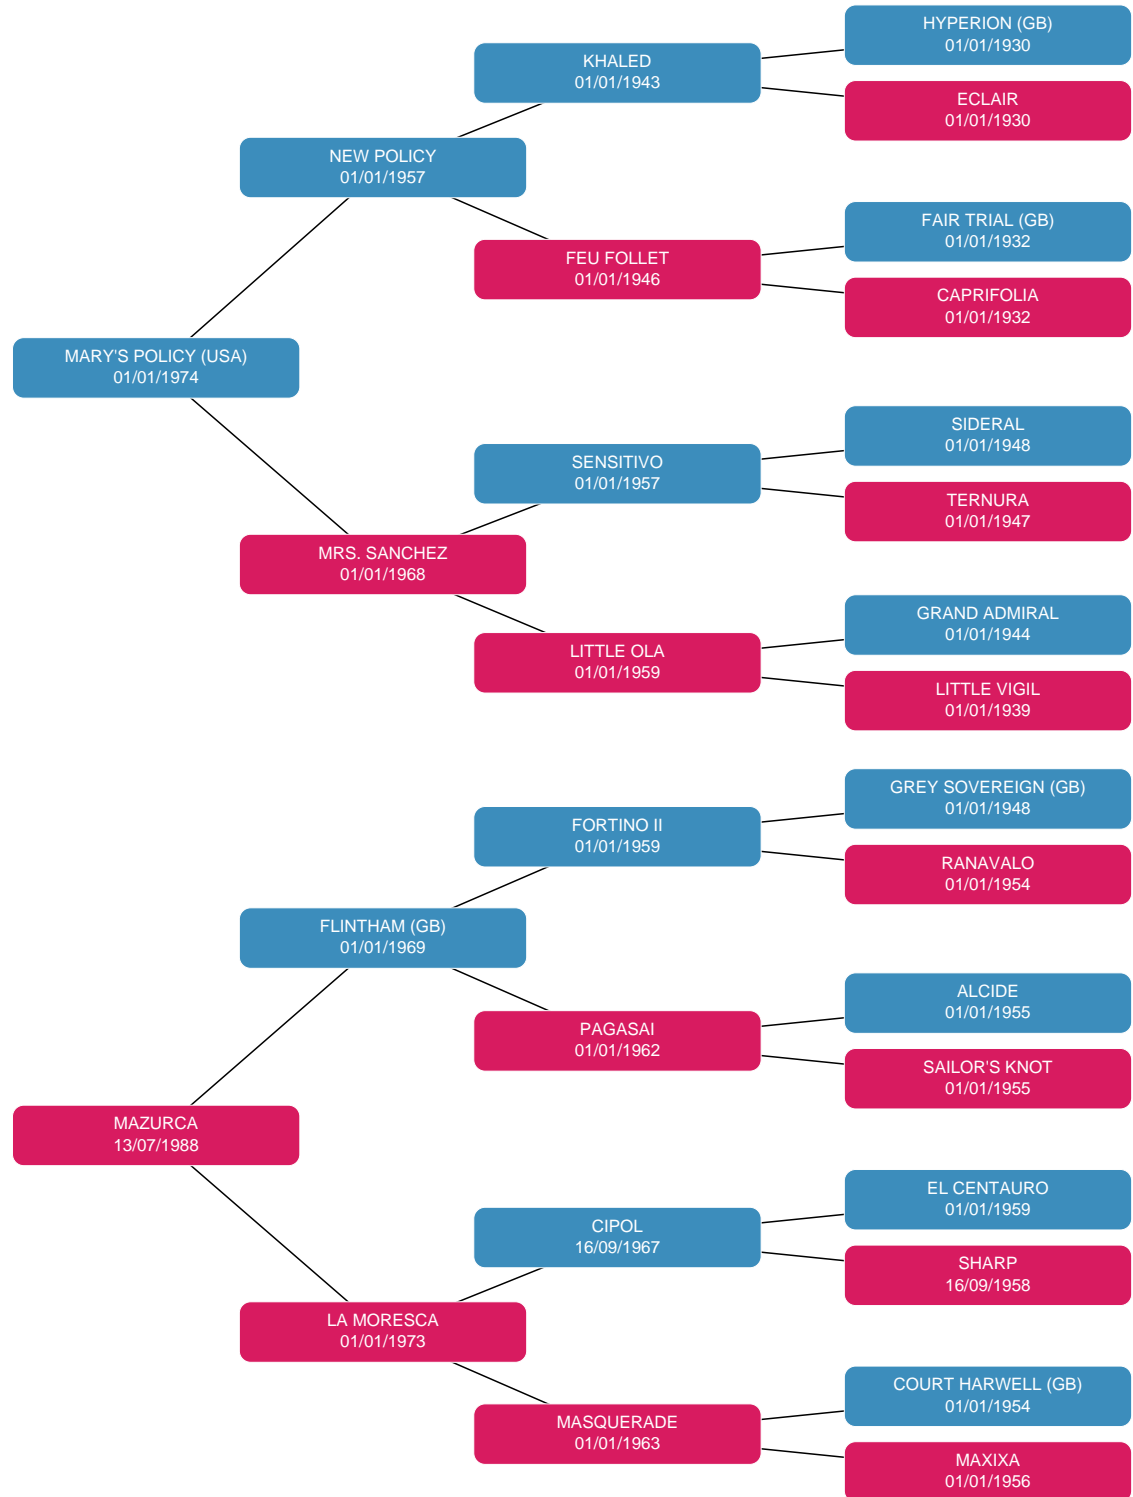 HYPERION (GB)
01/01/1930
KHALED
01/01/1943
ECLAIR
01/01/1930
NEW POLICY
01/01/1957
FAIR TRIAL (GB)
01/01/1932
FEU FOLLET
01/01/1946
CAPRIFOLIA
01/01/1932
MARY'S POLICY (USA)
01/01/1974
SIDERAL
01/01/1948
SENSITIVO
01/01/1957
TERNURA
01/01/1947
MRS. SANCHEZ
01/01/1968
GRAND ADMIRAL
01/01/1944
LITTLE OLA
01/01/1959
LITTLE VIGIL
01/01/1939
GREY SOVEREIGN (GB)
01/01/1948
FORTINO II
01/01/1959
RANAVALO
01/01/1954
FLINTHAM (GB)
01/01/1969
ALCIDE
01/01/1955
PAGASAI
01/01/1962
SAILOR'S KNOT
01/01/1955
MAZURCA
13/07/1988
EL CENTAURO
01/01/1959
CIPOL
16/09/1967
SHARP
16/09/1958
LA MORESCA
01/01/1973
COURT HARWELL (GB)
01/01/1954
MASQUERADE
01/01/1963
MAXIXA
01/01/1956